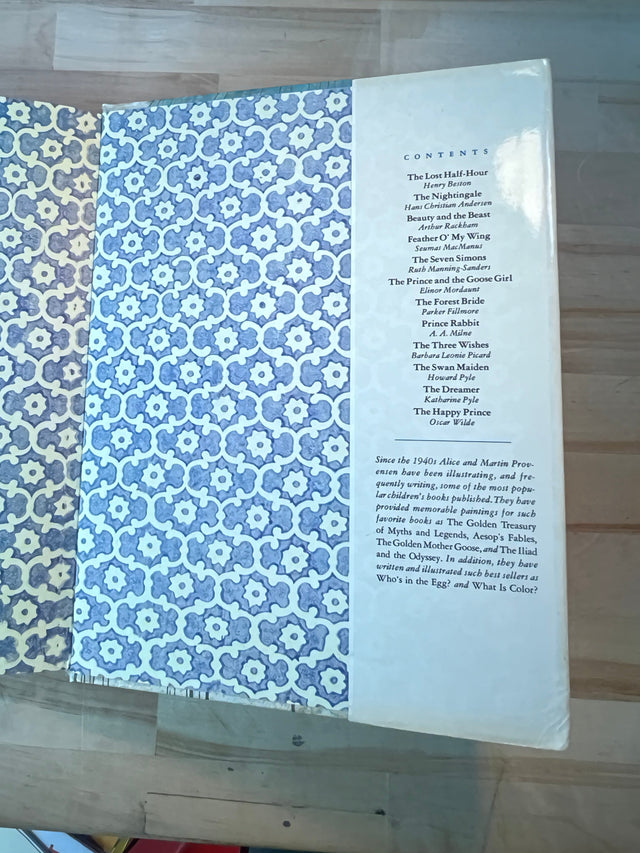 CONTENTS
The Lost Half-Hour
Henry Beston
The Nightingale
Hans Christian Andersen
Beauty and the Beast
Arthur Rackham
Feather O' My Wing
Seumas MacManus
The Seven Simons
Ruth Manning-Sanders
The Prince and the Goose Girl
Elinor Mordaunt
The Forest Bride
Parker Fillmore
Prince Rabbit
A. A. Milne
The Three Wishes
Barbara Leonie Picard
The Swan Maiden
Howard Pyle
The Dreamer
Katharine Pyle
The Happy Prince
Oscar Wilde
Since the 1940s Alice and Martin Prov-
ensen have been illustrating, and fre-
quently writing, some of the most popu-
lar children's books published. They have
provided memorable paintings for such
favorite books as The Golden Treasury
of Myths and Legends, Aesop's Fables,
The Golden Mother Goose, and The Iliad
and the Odyssey. In addition, they have
written and illustrated such best sellers as
Who's in the Egg? and What Is Color?